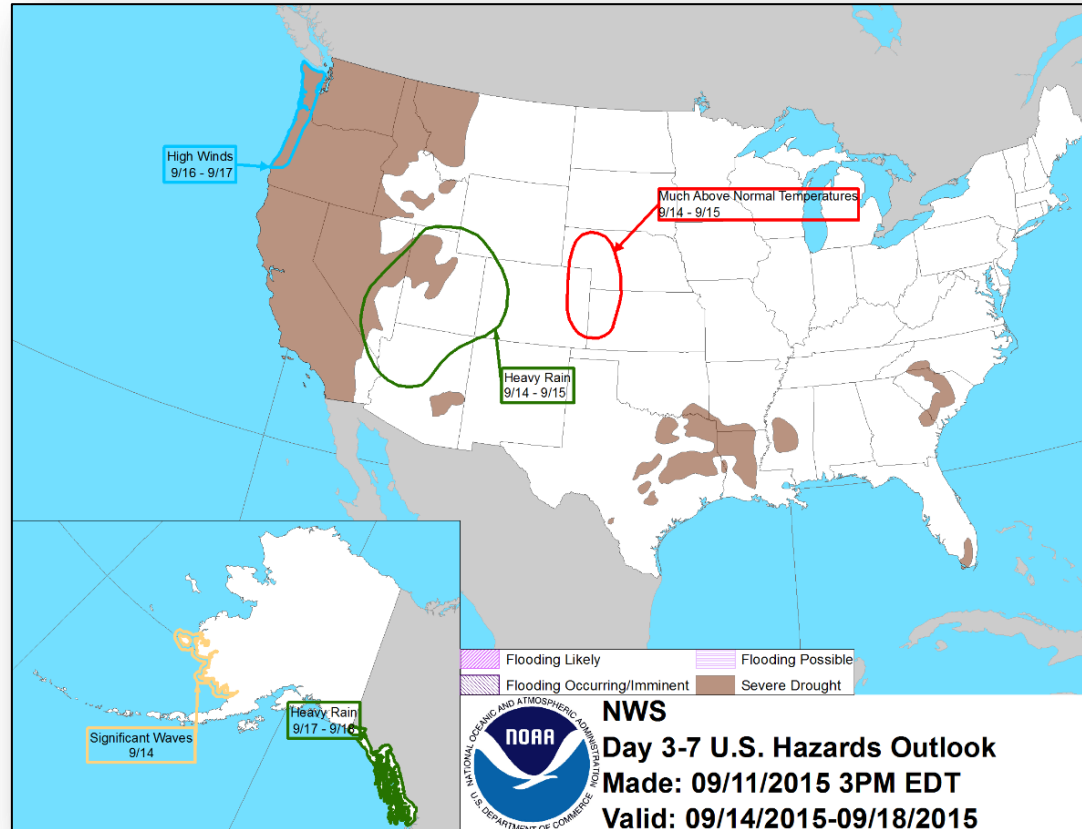 High Winds
9/16 - 9/17
Much Above Normal Temperatures
9/14 - 9/15
Heavy Rain
9/14 - 9/15
Significant Waves
9/14
Heavy Rain
9/17 - 9/18
Flooding Likely
Flooding Possible
Flooding Occurring/Imminent
Severe Drought
NATIONAL OCEANIC AND ATMOSPHERIC ADMINISTRATION
NOAA
U.S. DEPARTMENT OF COMMERCE
NWS
Day 3-7 U.S. Hazards Outlook
Made: 09/11/2015 3PM EDT
Valid: 09/14/2015-09/18/2015